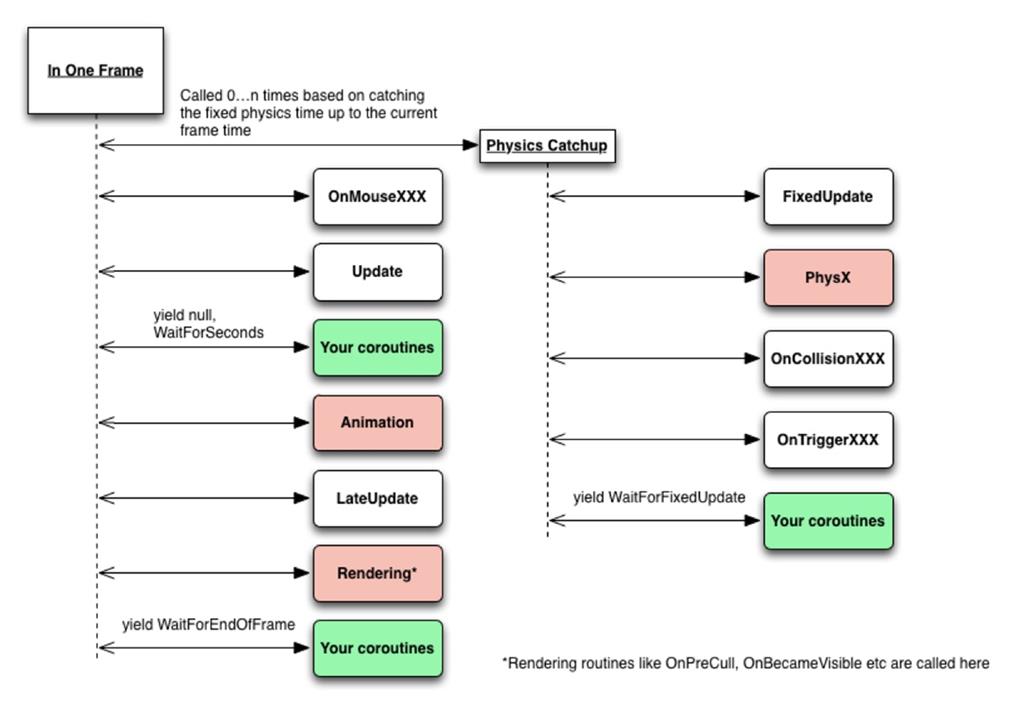 In One Frame
Called 0...n times based on catching
the fixed physics time up to the current
frame time
Physics Catchup
OnMouseXXX
Update
yield null,
WaitForSeconds
Your coroutines
Animation
LateUpdate
Rendering*
yield WaitForEndOfFrame
Your coroutines
FixedUpdate
PhysX
OnCollisionXXX
OnTriggerXXX
yield WaitForFixedUpdate
Your coroutines
*Rendering routines like OnPreCull, OnBecameVisible etc are called here